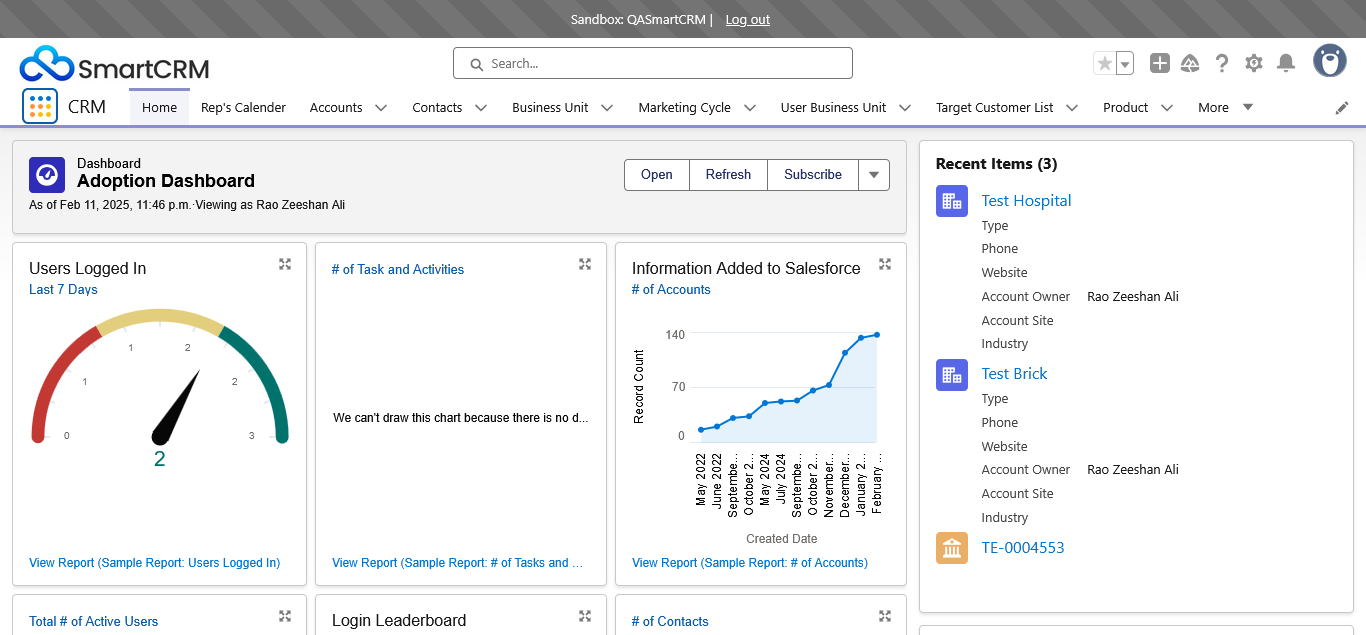 Sandbox: QASmartCRM | Log out
SmartCRM
Search...
CRM
Home
Rep's Calender
Accounts
Contacts
Business Unit
Marketing Cycle
User Business Unit
Target Customer List
Product
More
Dashboard
Adoption Dashboard
As of Feb 11, 2025, 11:46 p.m.·Viewing as Rao Zeeshan Ali
Open
Refresh
Subscribe
Users Logged In
Last 7 Days
0
1
1
2
2
3
2
View Report (Sample Report: Users Logged In)
# of Task and Activities
We can't draw this chart because there is no d...
View Report (Sample Report: # of Tasks and ...
Information Added to Salesforce
# of Accounts
Record Count
140
70
0
May 2022
June 2022
Septembe...
October 2...
May 2024
July 2024
Septembe...
October 2...
November...
December...
January 2...
February ...
Created Date
View Report (Sample Report: # of Accounts)
Total # of Active Users
Login Leaderboard
# of Contacts
Recent Items (3)
Test Hospital
Type
Phone
Website
Account Owner Rao Zeeshan Ali
Account Site
Industry
Test Brick
Type
Phone
Website
Account Owner Rao Zeeshan Ali
Account Site
Industry
TE-0004553